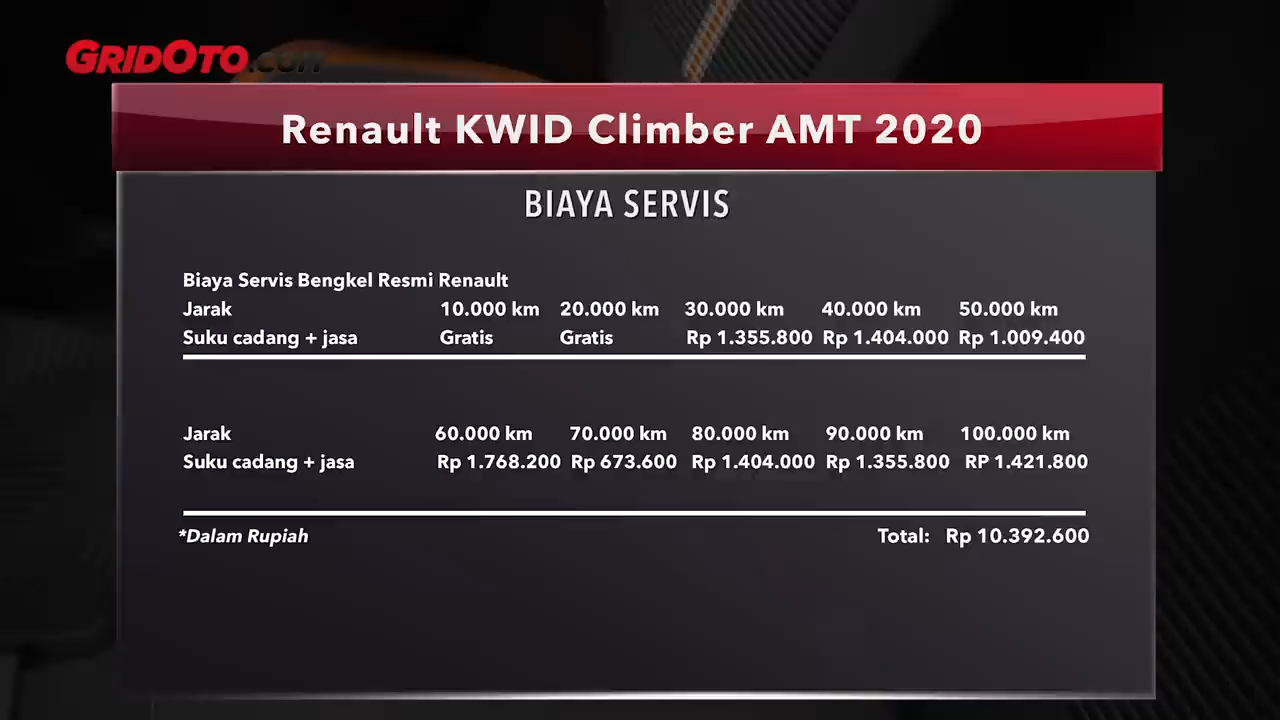 GRIDOTO.COM
Renault KWID Climber AMT 2020
BIAYA SERVIS
Biaya Servis Bengkel Resmi Renault
Jarak 10.000 km 20.000 km 30.000 km 40.000 km 50.000 km
Suku cadang + jasa Gratis Gratis Rp 1.355.800 Rp 1.404.000 Rp 1.009.400
Jarak 60.000 km 70.000 km 80.000 km 90.000 km 100.000 km
Suku cadang + jasa Rp 1.768.200 Rp 673.600 Rp 1.404.000 Rp 1.355.800 RP 1.421.800
*Dalam Rupiah Total: Rp 10.392.600